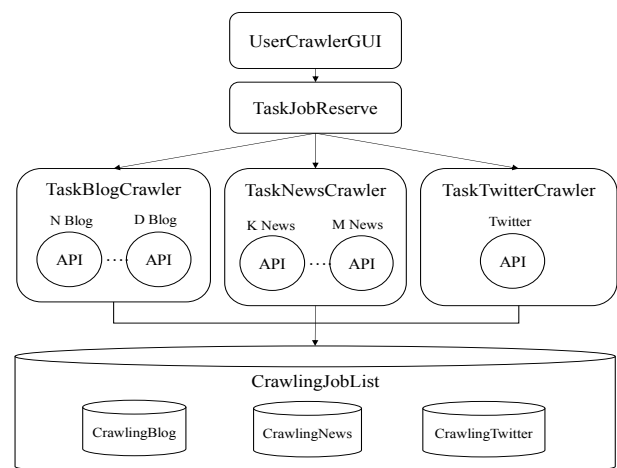 UserCrawlerGUI
TaskJobReserve
TaskBlogCrawler
N Blog D Blog
API .... API
TaskNewsCrawler
K News M News
API .... API
TaskTwitterCrawler
Twitter
API
CrawlingJobList
CrawlingBlog
CrawlingNews
CrawlingTwitter